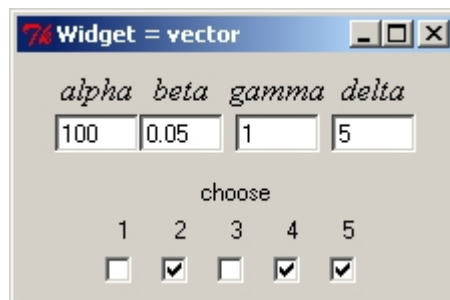 Widget = vector
alpha beta gamma delta
100 0.05 1 5
choose
1 2 3 4 5